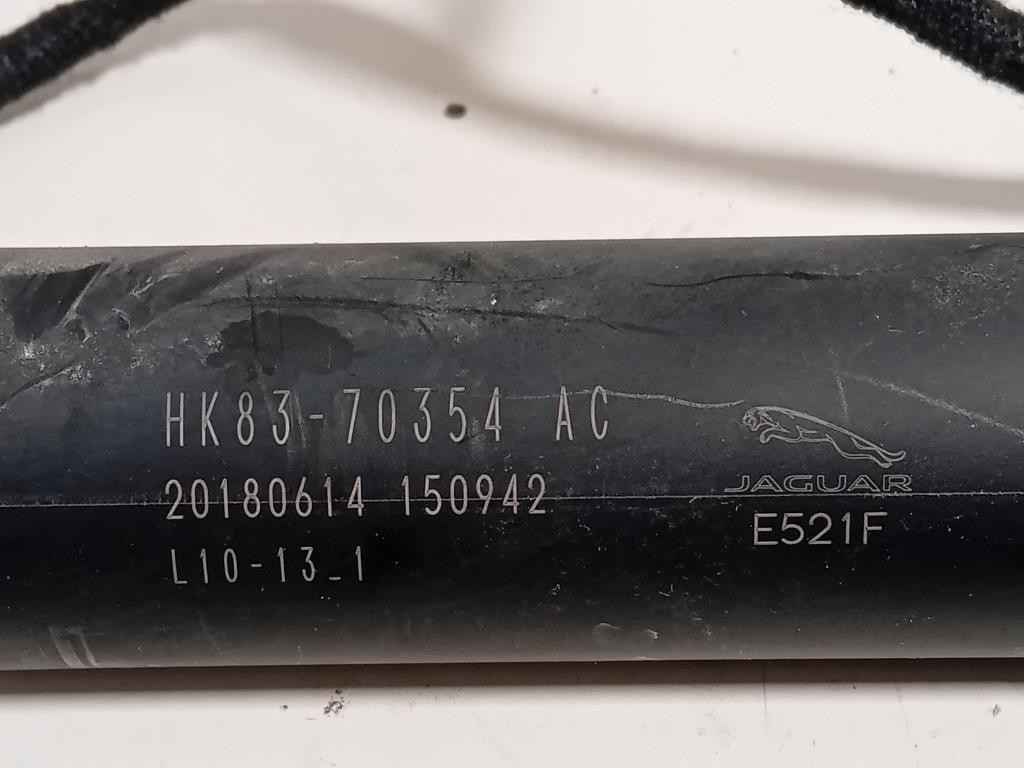 HK83-70354 AC
20180614 150942
L10-13_1
JAGUAR
E521F